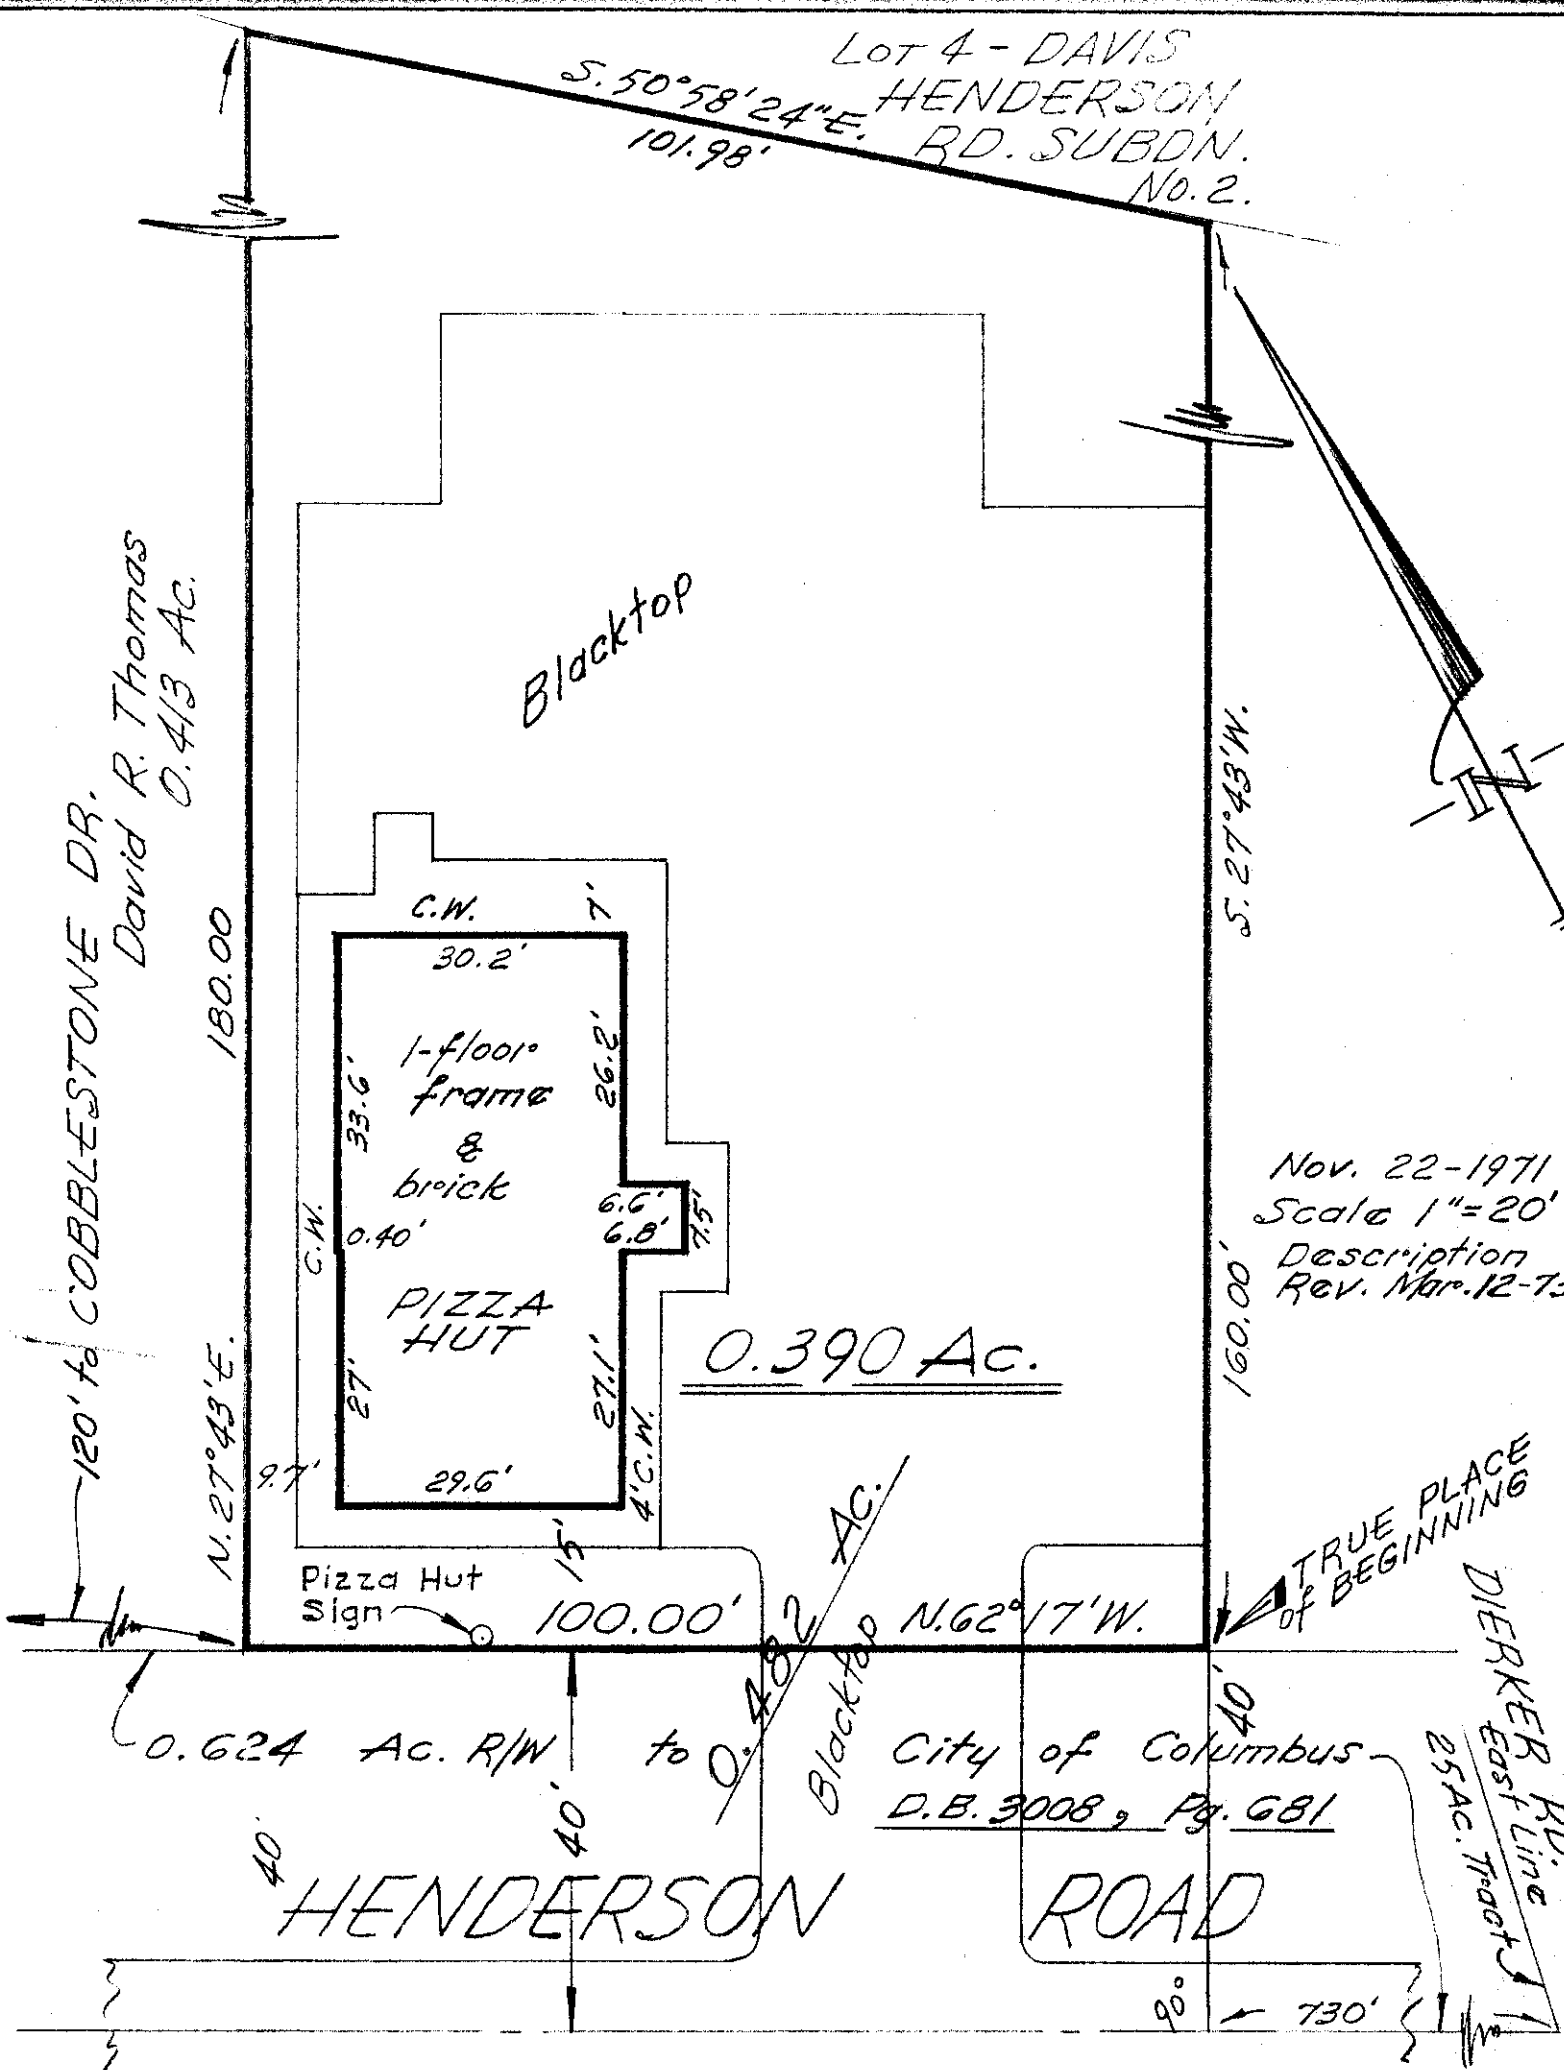 LOT 4 - DAVIS
HENDERSON
RD. SUBDN.
NO. 2.
S. 50°58'24"E.
101.98'
Blacktop
David R. Thomas
0.413 Ac.
120' to COBBLESTONE DR.
180.00
N. 27°43'E.
S. 27°43'W.
160.00'
C.W.
7'
30.2'
1-floor
frame
&
brick
33.6'
26.2'
6.6'
6.8'
7.5'
C.W.
0.40'
PIZZA
HUT
27'
27.1'
29.6'
4' C.W.
9.7'
15'
0.390 Ac.
Nov. 22-1971
Scale 1"=20'
Description
Rev. Mar. 12-73
N
TRUE PLACE
of BEGINNING
Pizza Hut
Sign
100.00'
N. 62°17'W.
0.482 Ac.
Blacktop
0.624 Ac. R/W to City of Columbus
D.B. 3008, Pg. 681
40'
40'
40'
HENDERSON ROAD
DIERKER RD.
East Line
25 Ac. Tract
90°
730'